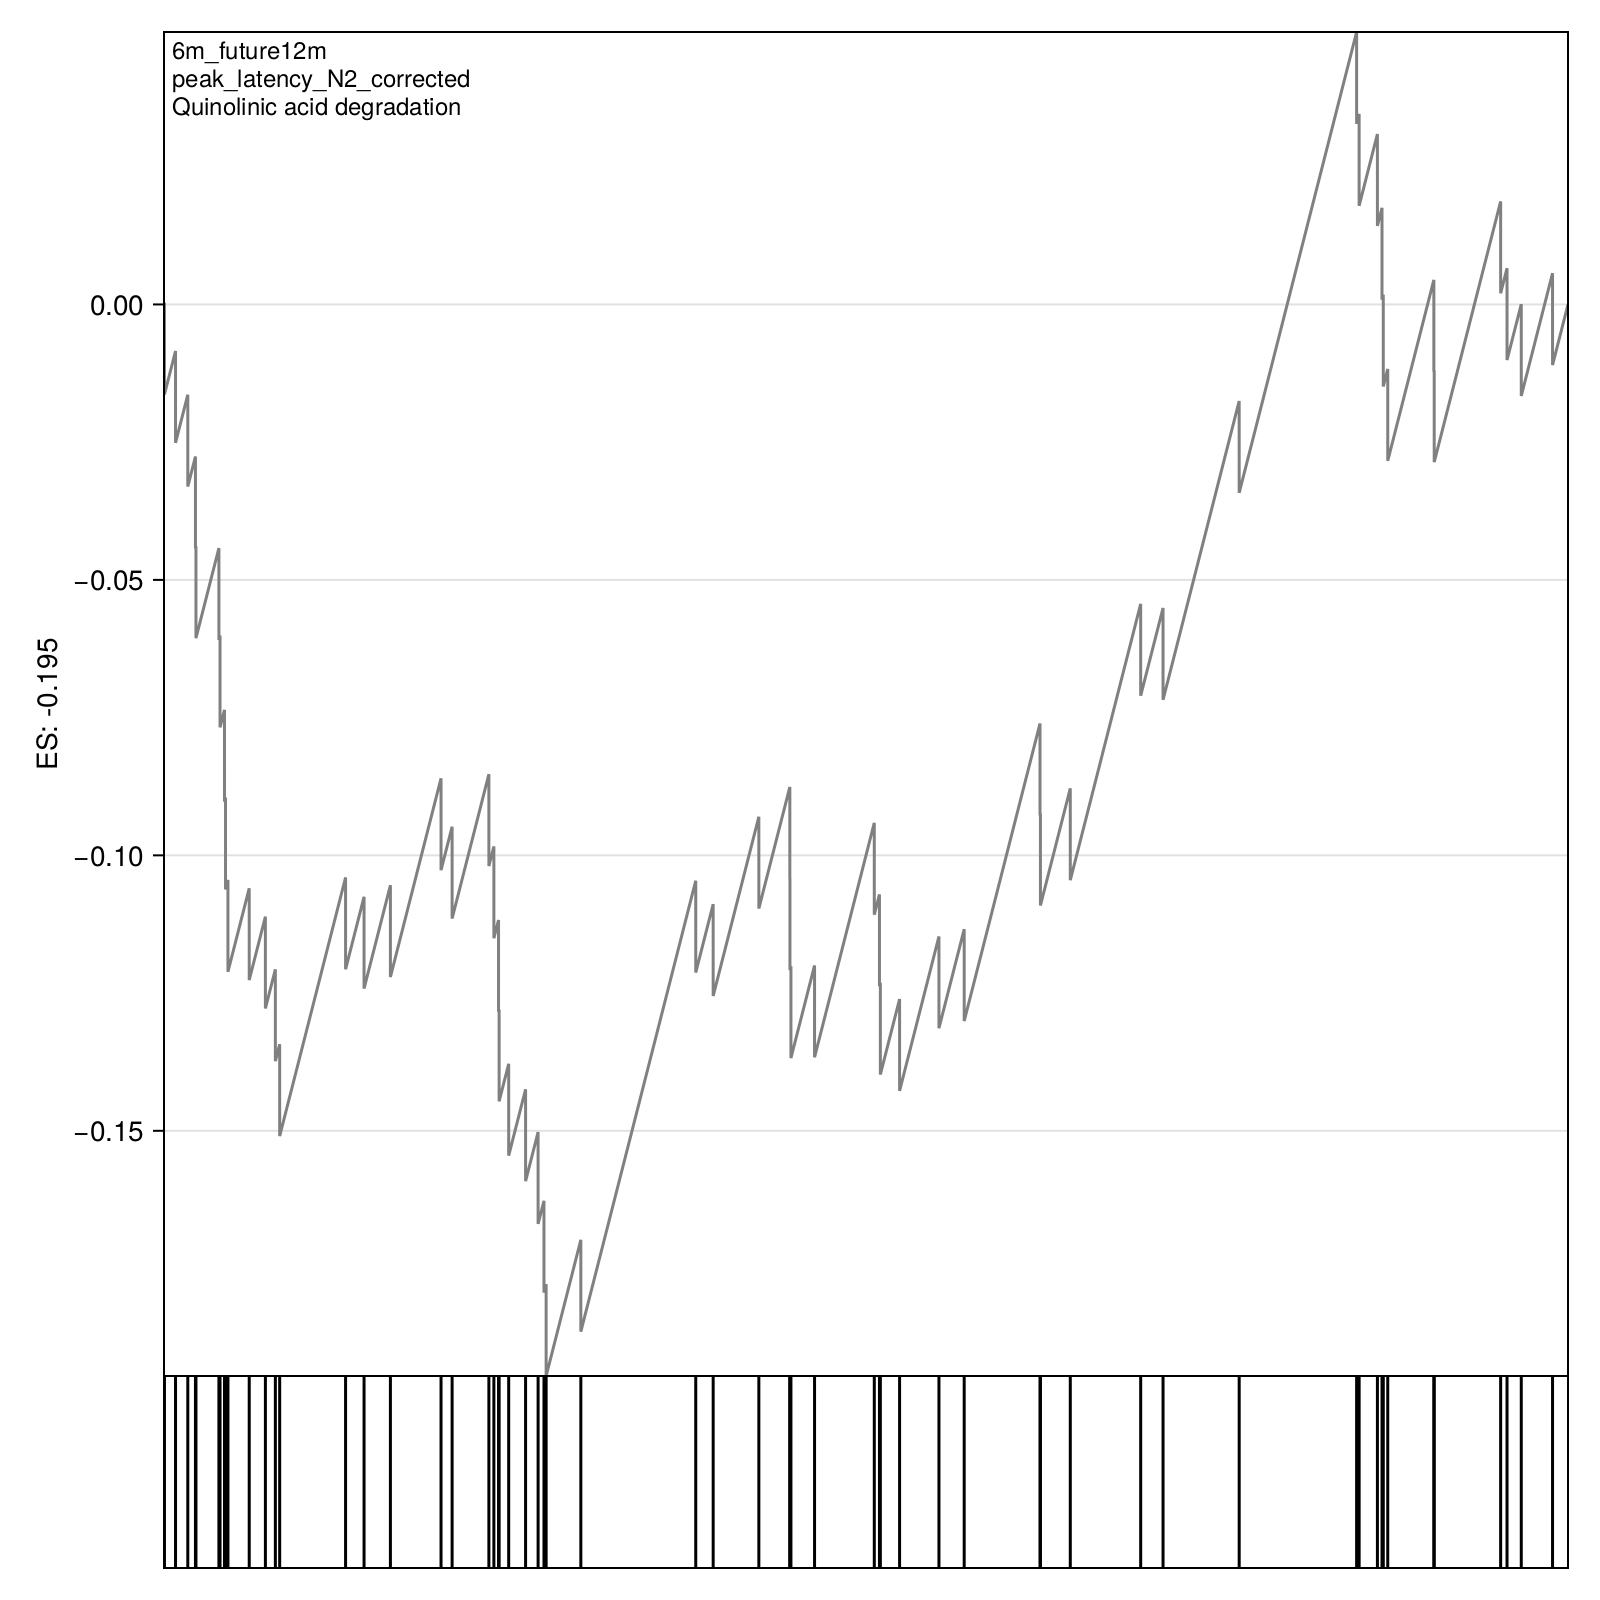 6m_future12m
peak_latency_N2_corrected
Quinolinic acid degradation
0.00
−0.05
−0.10
−0.15
ES: -0.195